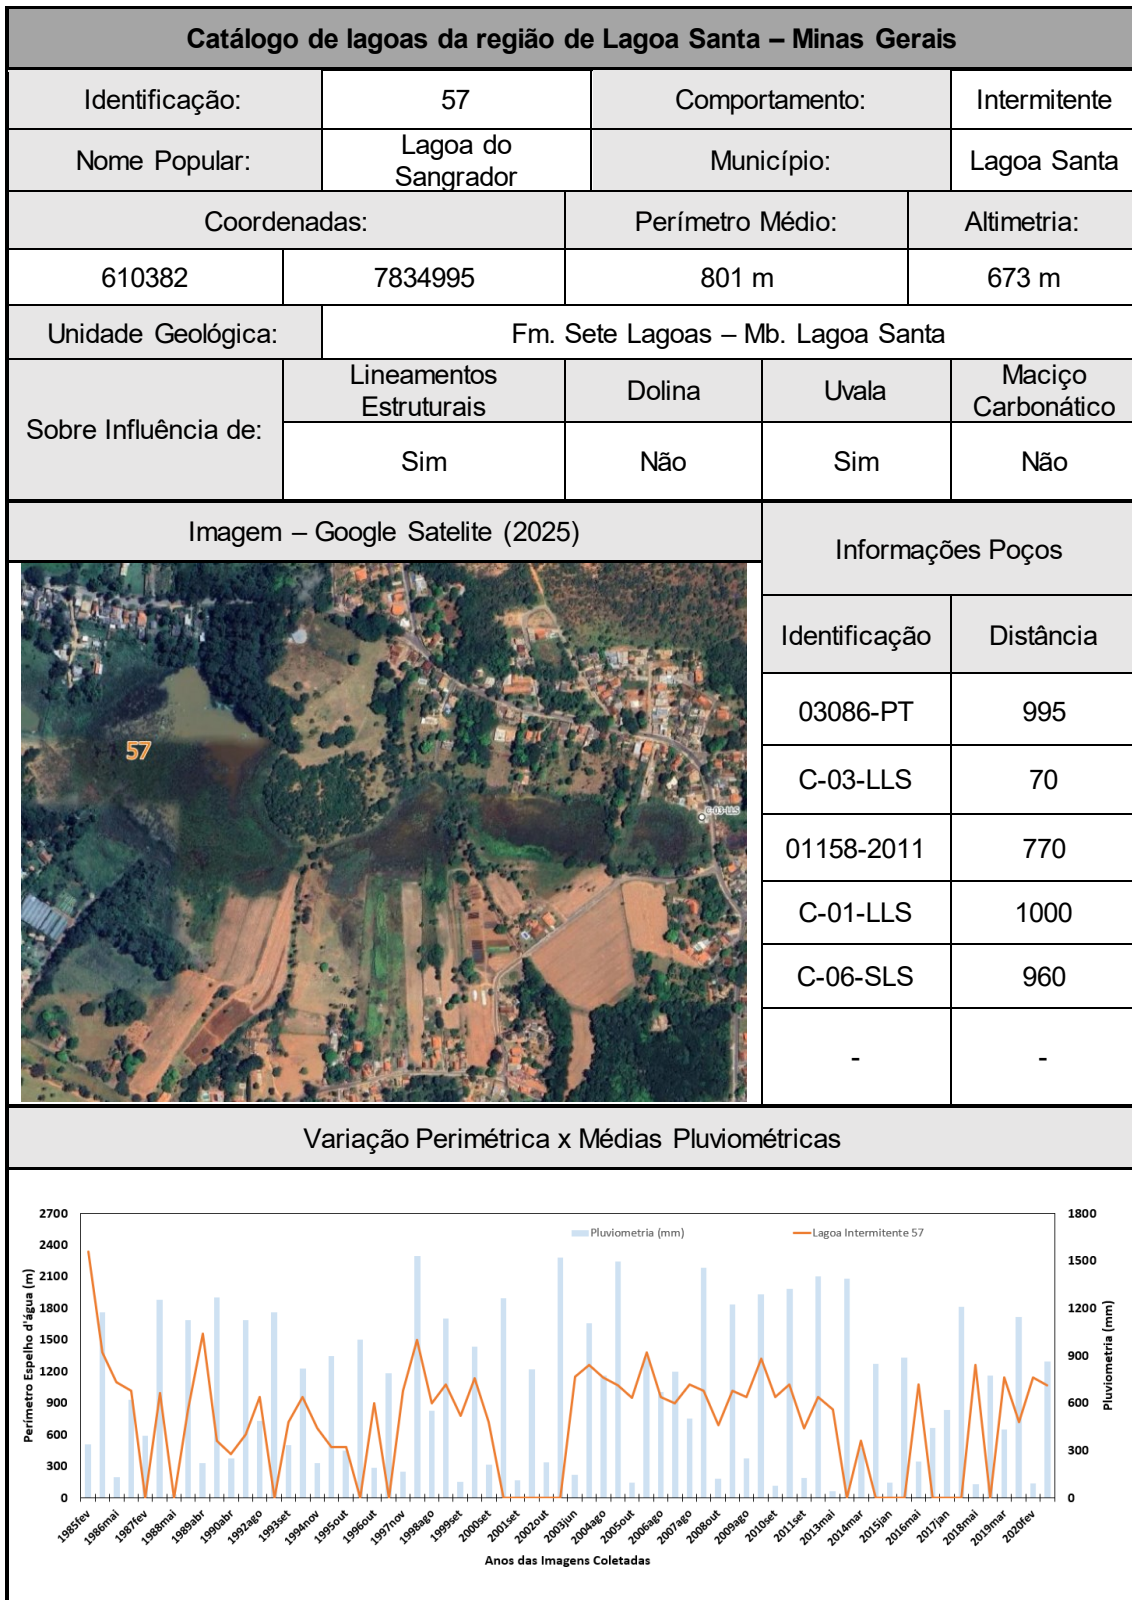 Catálogo de lagoas da região de Lagoa Santa – Minas Gerais
Identificação: 57 Comportamento: Intermitente
Nome Popular: Lagoa do Sangrador Município: Lagoa Santa
Coordenadas: Perímetro Médio: Altimetria:
610382 7834995 801 m 673 m
Unidade Geológica: Fm. Sete Lagoas – Mb. Lagoa Santa
Sobre Influência de: Lineamentos Estruturais Dolina Uvala Maciço Carbonático
Sim Não Sim Não
Imagem – Google Satelite (2025)
57
C-03-LLS
Informações Poços
Identificação Distância
03086-PT 995
C-03-LLS 70
01158-2011 770
C-01-LLS 1000
C-06-SLS 960
- -
Variação Perimétrica x Médias Pluviométricas
Pluviometria (mm) Lagoa Intermitente 57
Perímetro Espelho d'água (m)
2700
2400
2100
1800
1500
1200
900
600
300
0
1800
1500
1200
900
600
300
0
Pluviometria (mm)
1985fev 1986mai 1987fev 1988mai 1989abr 1990abr 1992ago 1993set 1994nov 1995out 1996out 1997nov 1998ago 1999set 2000set 2001set 2002out 2003jun 2004ago 2005out 2006ago 2007ago 2008out 2009ago 2010set 2011set 2013mai 2014mar 2015jan 2016mai 2017jan 2018mai 2019mar 2020fev
Anos das Imagens Coletadas